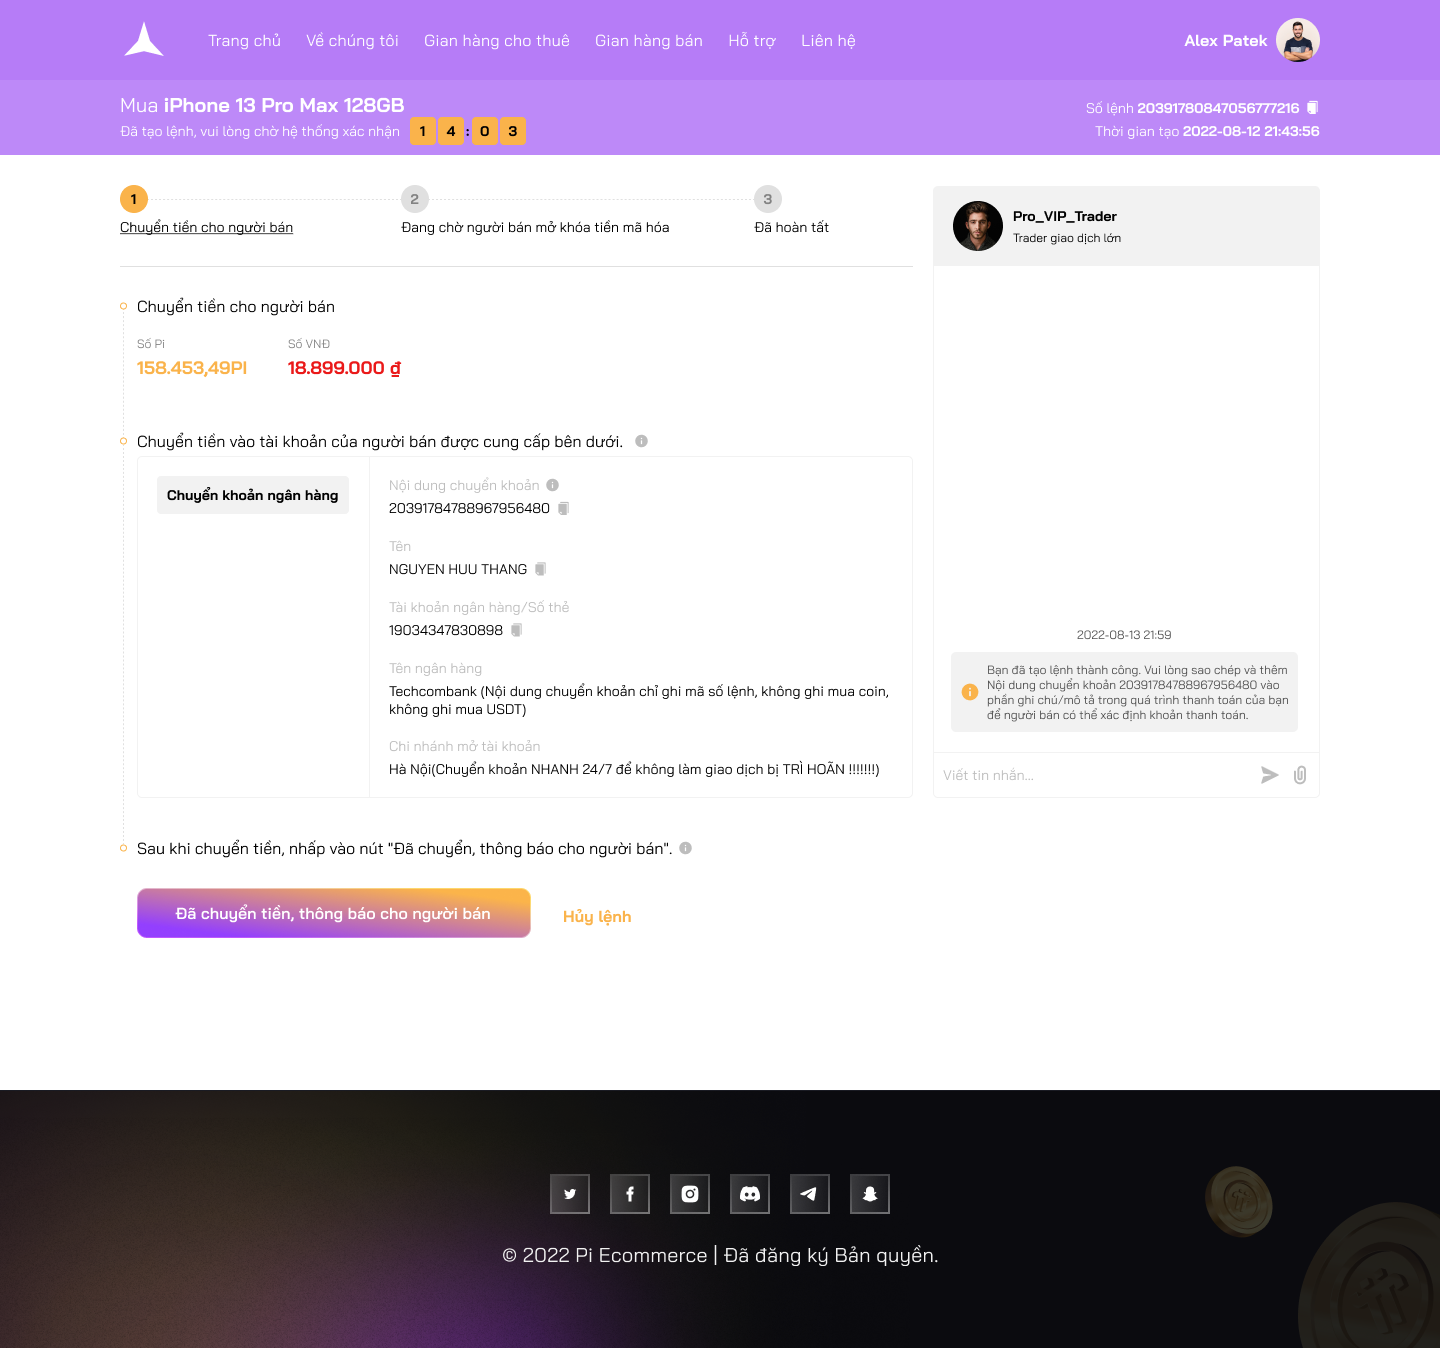 Trang chủ Về chúng tôi Gian hàng cho thuê Gian hàng bán Hỗ trợ Liên hệ Alex Patek
Mua iPhone 13 Pro Max 128GB
Đã tạo lệnh, vui lòng chờ hệ thống xác nhận 1 4 : 0 3
Số lệnh 20391780847056777216
Thời gian tạo 2022-08-12 21:43:56
1 2 3
Chuyển tiền cho người bán Đang chờ người bán mở khóa tiền mã hóa Đã hoàn tất
Chuyển tiền cho người bán
Số Pi Số VNĐ
158.453,49PI 18.899.000 ₫
Chuyển tiền vào tài khoản của người bán được cung cấp bên dưới.
Chuyển khoản ngân hàng
Nội dung chuyển khoản
20391784788967956480
Tên
NGUYEN HUU THANG
Tài khoản ngân hàng/Số thẻ
19034347830898
Tên ngân hàng
Techcombank (Nội dung chuyển khoản chỉ ghi mã số lệnh, không ghi mua coin,
không ghi mua USDT)
Chi nhánh mở tài khoản
Hà Nội(Chuyển khoản NHANH 24/7 để không làm giao dịch bị TRÌ HOÃN !!!!!!!)
Sau khi chuyển tiền, nhấp vào nút "Đã chuyển, thông báo cho người bán".
Đã chuyển tiền, thông báo cho người bán Hủy lệnh
Pro_VIP_Trader
Trader giao dịch lớn
2022-08-13 21:59
Bạn đã tạo lệnh thành công. Vui lòng sao chép và thêm
Nội dung chuyển khoản 20391784788967956480 vào
phần ghi chú/mô tả trong quá trình thanh toán của bạn
để người bán có thể xác định khoản thanh toán.
Viết tin nhắn...
© 2022 Pi Ecommerce | Đã đăng ký Bản quyền.